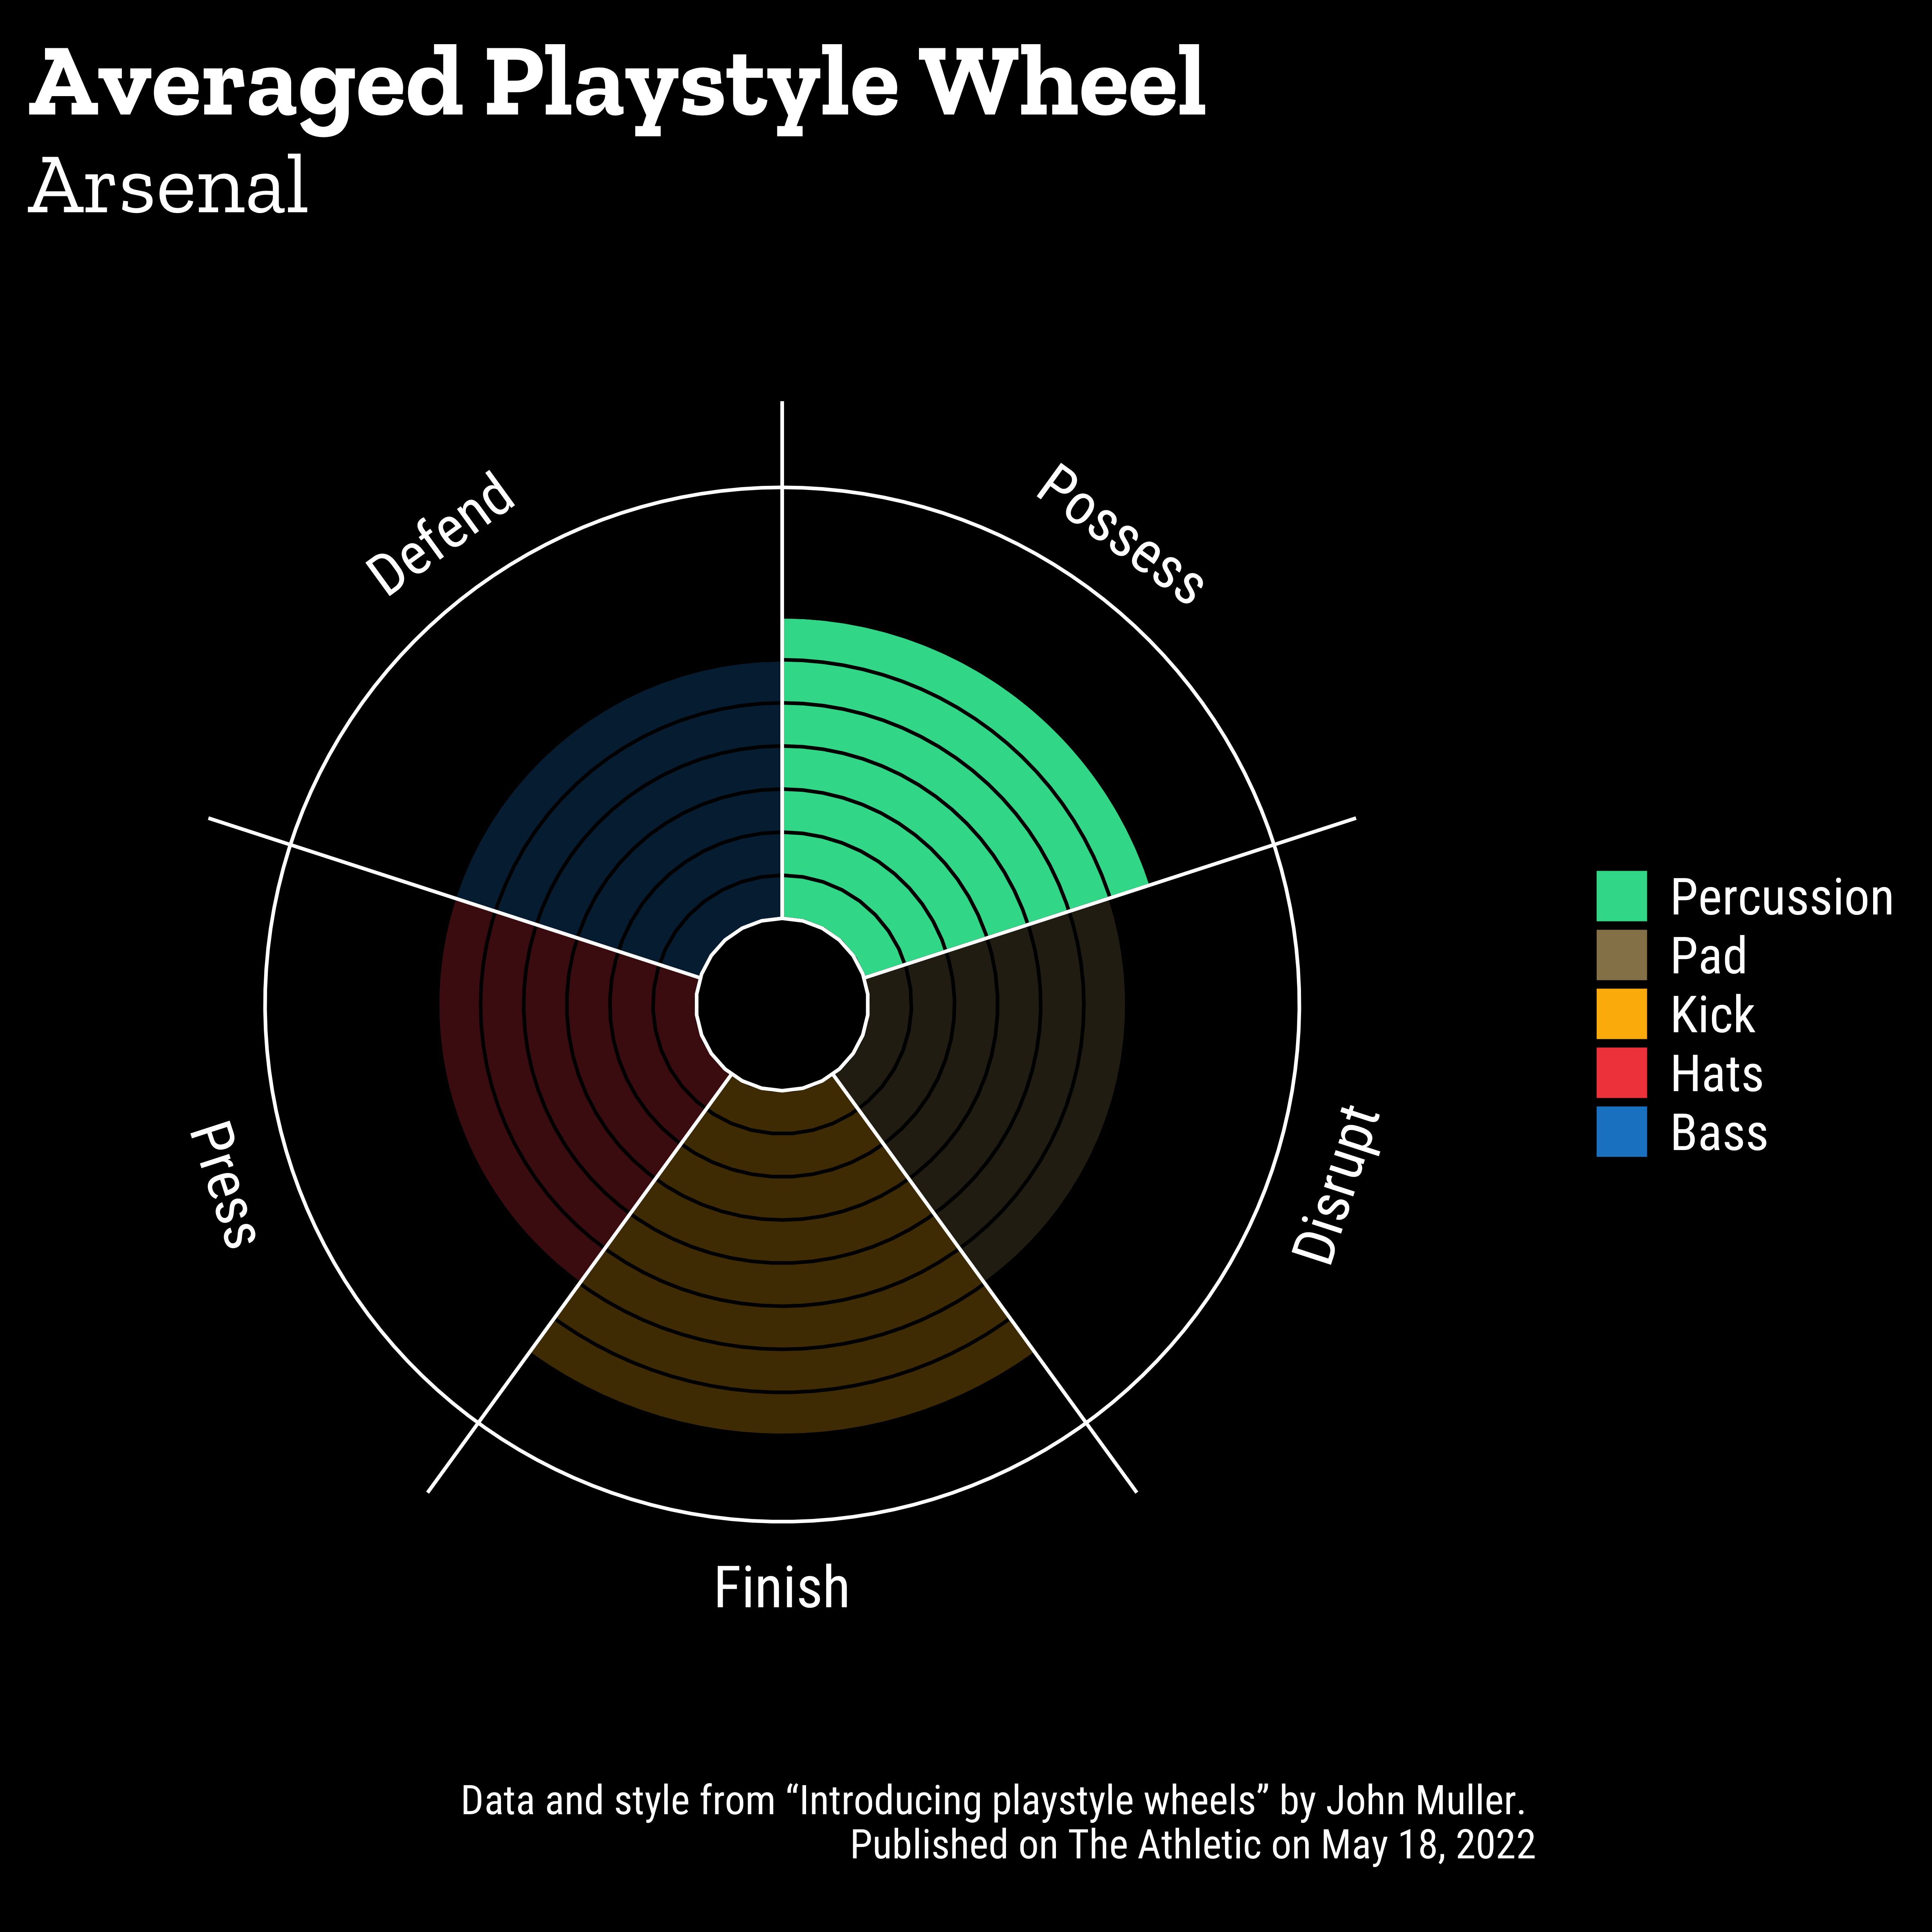 Averaged Playstyle Wheel
Arsenal
Defend
Possess
Press
Disrupt
Finish
Percussion
Pad
Kick
Hats
Bass
Data and style from “Introducing playstyle wheels” by John Muller.
Published on The Athletic on May 18, 2022